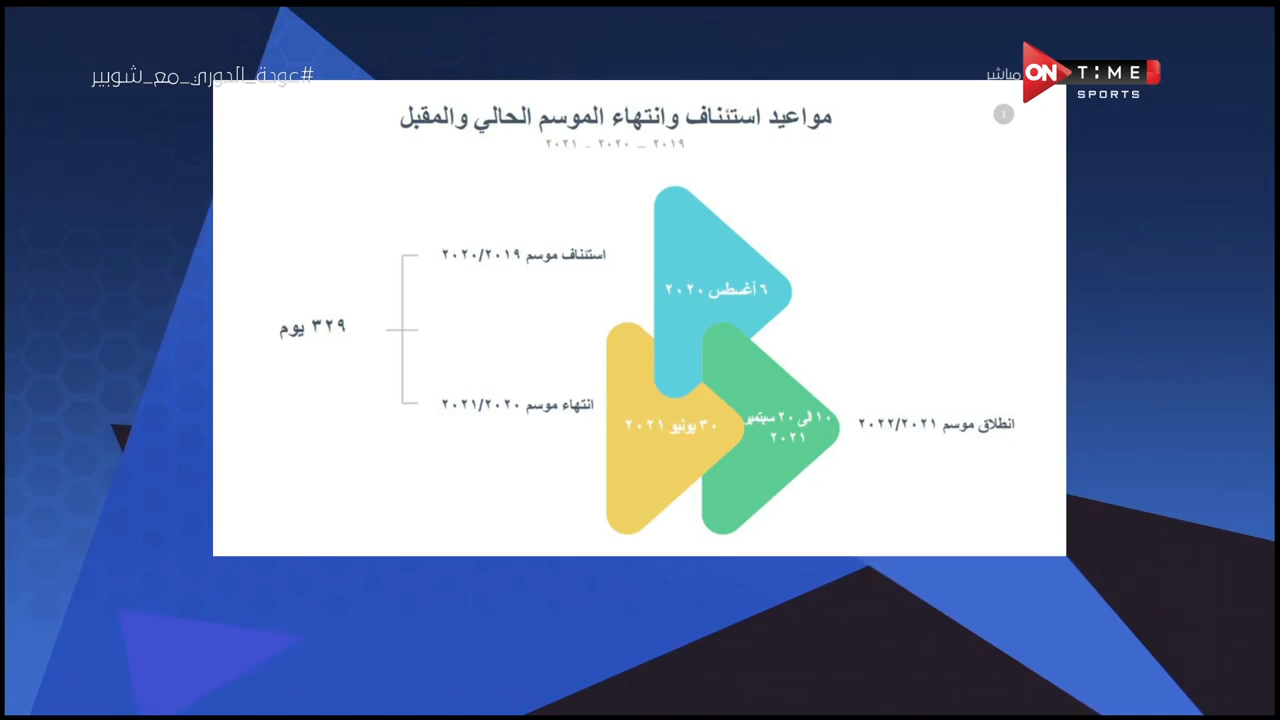 #عودة_الدوري_مع_شوبير
مباشر
ON TIME
SPORTS
١
مواعيد استئناف وانتهاء الموسم الحالي والمقبل
٢٠١٩ – ٢٠٢٠ - ٢٠٢١
استئناف موسم ٢٠٢٠/٢٠١٩
٦ أغسطس ٢٠٢٠
٣٢٩ يوم
انتهاء موسم ٢٠٢١/٢٠٢٠
٣٠ يونيو ٢٠٢١
١٠ الى ٢٠ سبتمبر
٢٠٢١
انطلاق موسم ٢٠٢٢/٢٠٢١